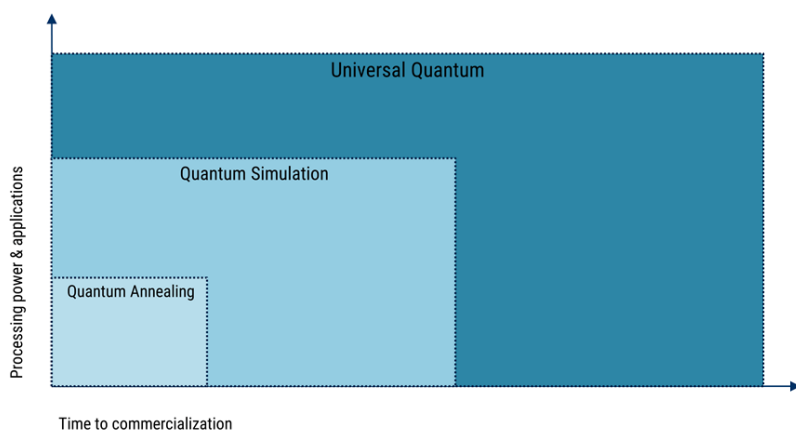 Universal Quantum
Quantum Simulation
Quantum Annealing
Processing power & applications
Time to commercialization